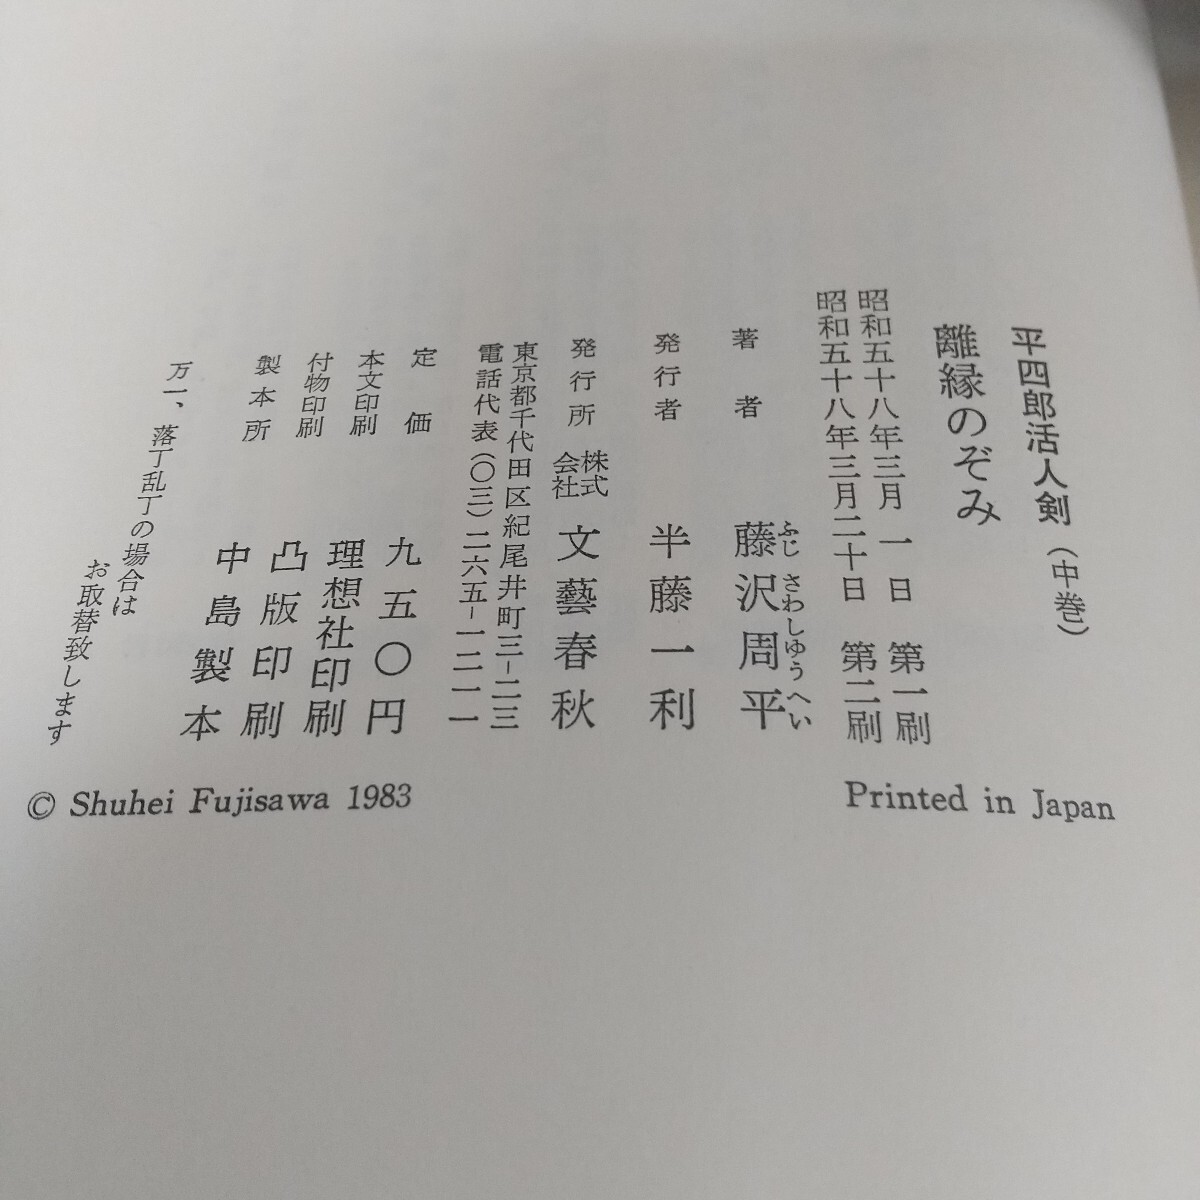 平四郎活人剣（中巻）
離縁のぞみ
昭和五十八年三月 一日 第一刷
昭和五十八年三月二十日 第二刷
著者 藤沢周平
ふじさわしゅうへい
発行者 半藤一利
発行所 株式会社 文藝春秋
東京都千代田区紀尾井町三-二三
電話代表(〇三)二六五-一二一一
定価 九五〇円
本文印刷 理想社印刷
付物印刷 凸版印刷
製本所 中島製本
万一、落丁乱丁の場合は
お取替致します
© Shuhei Fujisawa 1983
Printed in Japan